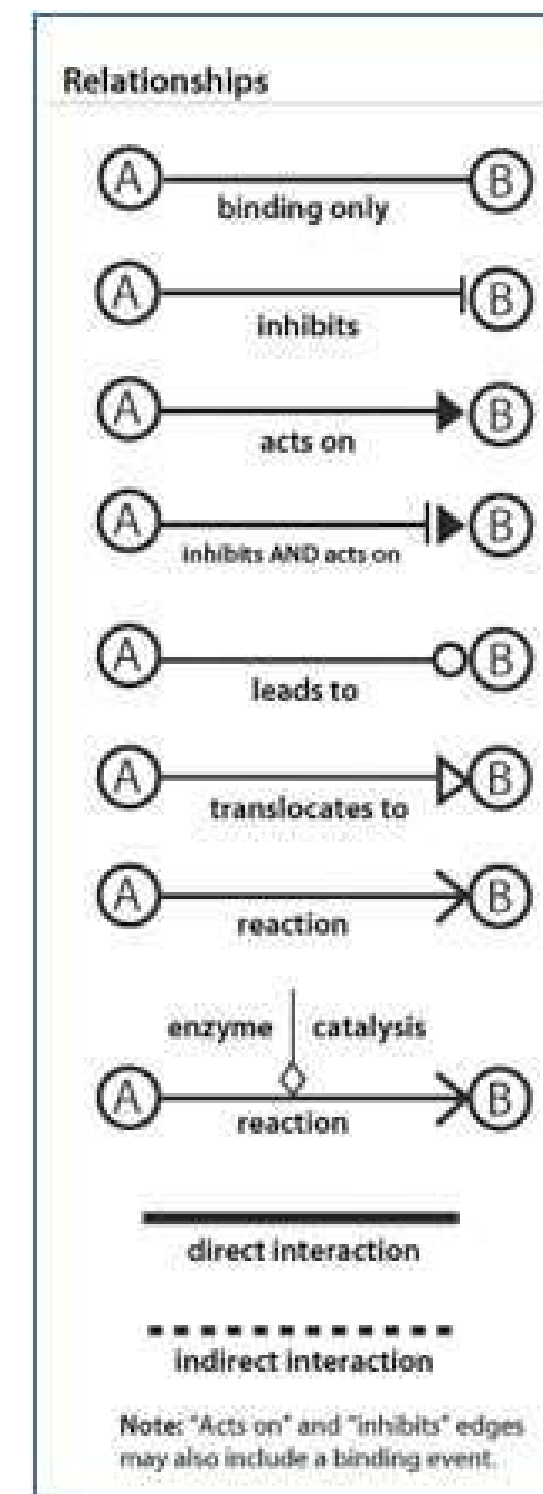 Relationships
A B
binding only
A B
inhibits
A B
acts on
A B
inhibits AND acts on
A B
leads to
A B
translocates to
A B
reaction
enzyme catalysis
A B
reaction
direct interaction
indirect interaction
Note: "Acts on" and "inhibits" edges
may also include a binding event.